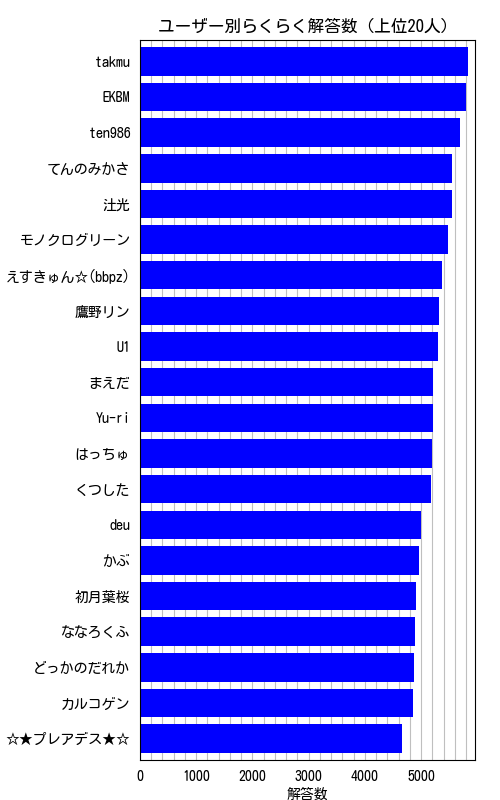 ユーザー別らくらく解答数（上位20人）
takmu
EKBM
ten986
てんのみかさ
汢光
モノクログリーン
えすきゅん☆(bbpz)
鷹野リン
U1
まえだ
Yu-ri
はっちゅ
くつした
deu
かぶ
初月葉桜
ななろくふ
どっかのだれか
カルコゲン
☆★プレアデス★☆
0 1000 2000 3000 4000 5000
解答数